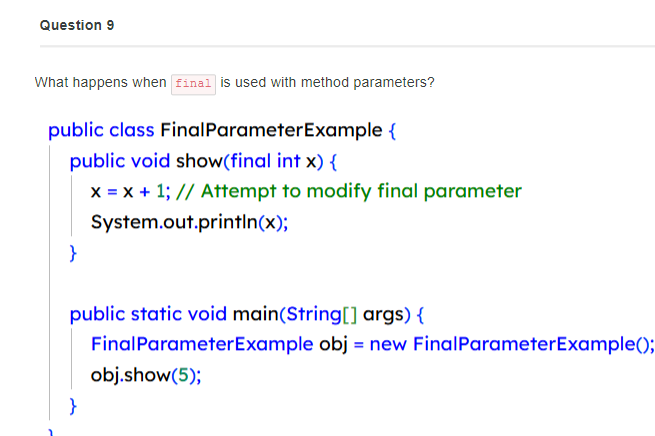 Question 9
What happens when final is used with method parameters?
public class FinalParameterExample {
public void show(final int x) {
x = x + 1; // Attempt to modify final parameter
System.out.println(x);
}
public static void main(String[] args) {
FinalParameterExample obj = new FinalParameterExample();
obj.show(5);
}
}